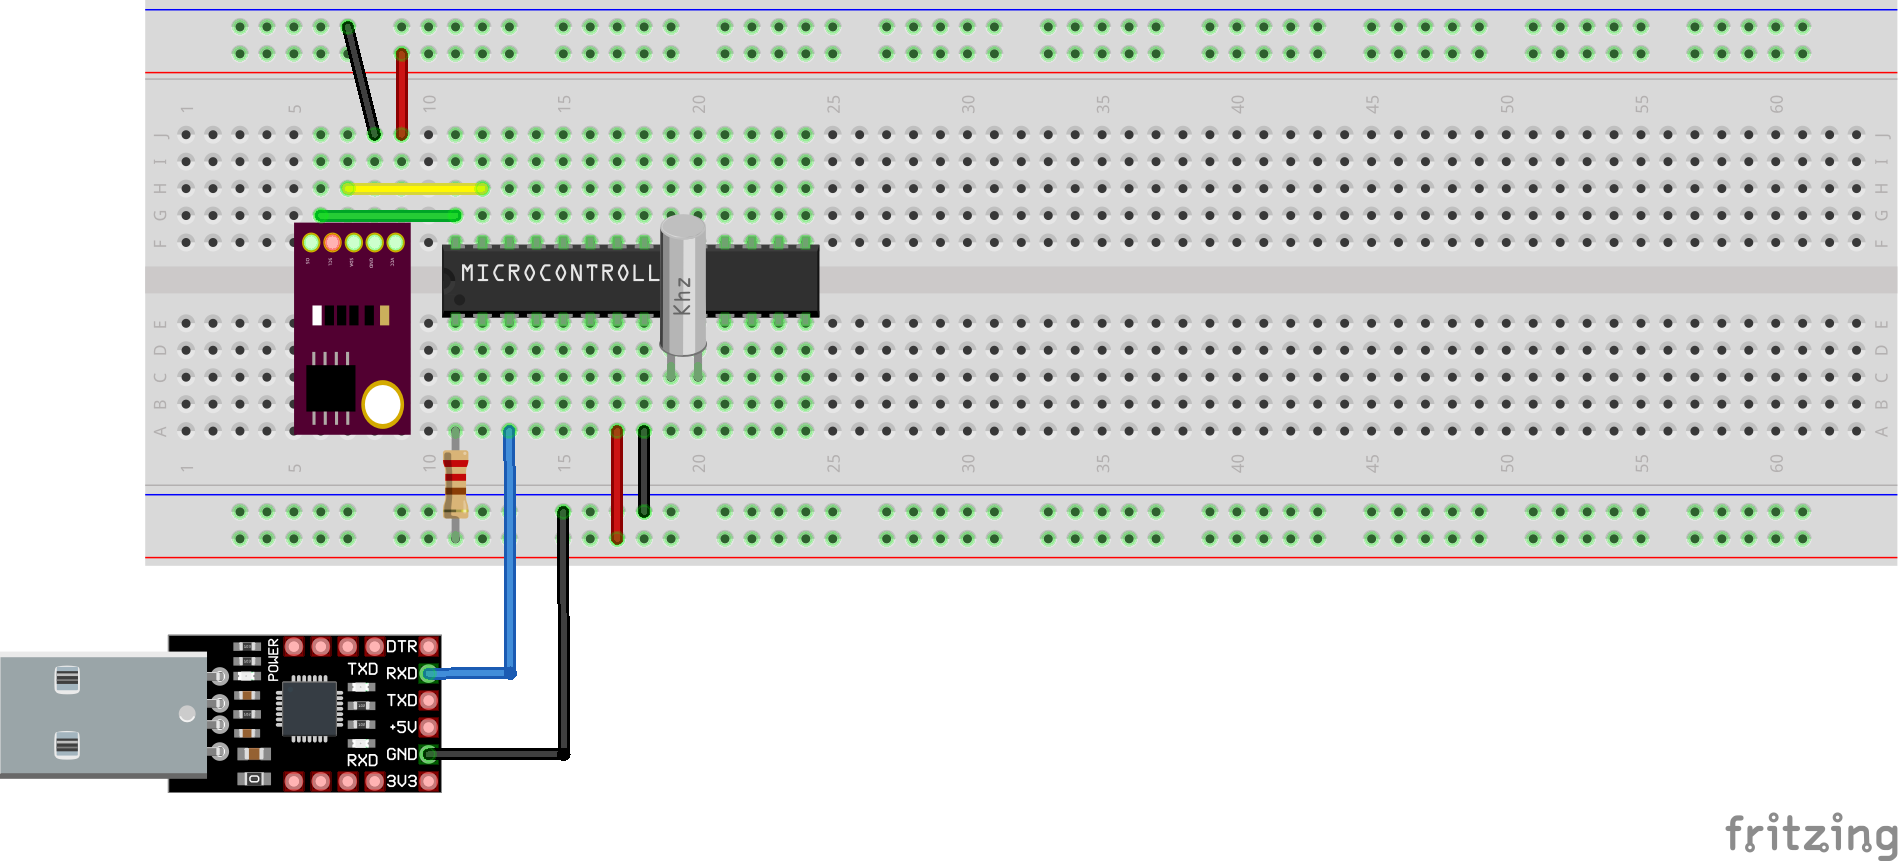 1 5 10 15 20 25 30 35 40 45 50 55 60
J J
I I
H H
G G
F F
MICROCONTROLL
Khz
E E
D D
C C
B B
A A
1 5 10 15 20 25 30 35 40 45 50 55 60
POWER
DTR
TXD RXD
TXD
+5V
RXD GND
3V3
0
fritzing